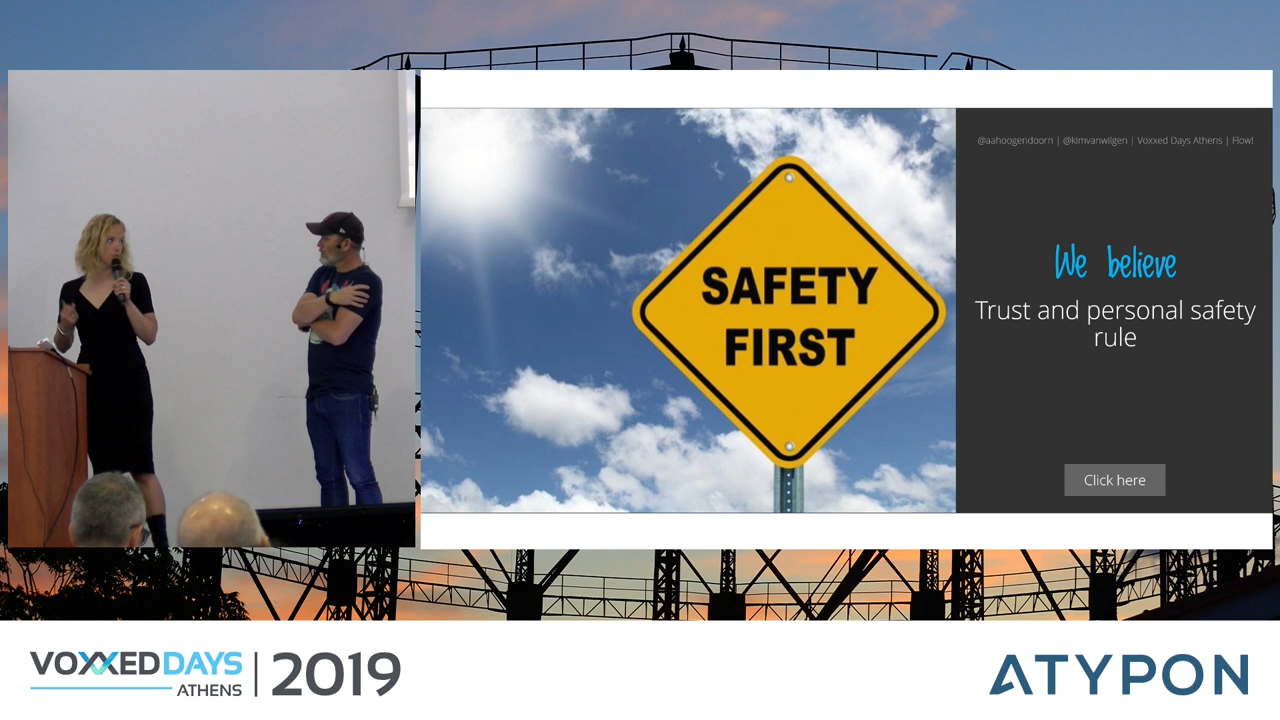 @aahoogendoorn | @kimvanwilgen | Voxxed Days Athens | Flow!
SAFETY
FIRST
We believe
Trust and personal safety
rule
Click here
VOXXED DAYS
ATHENS
2019
ATYPON